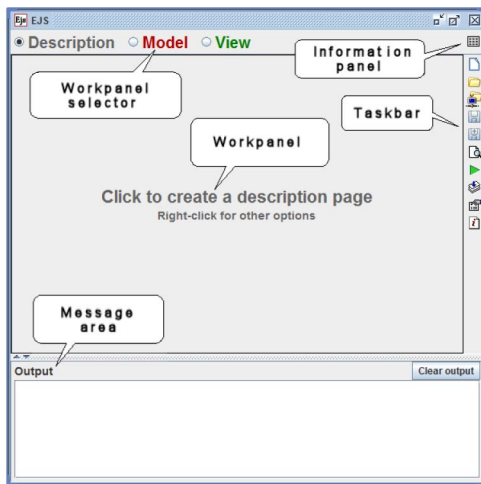 Ejs EJS
Description Model View
Information
panel
Workpanel
selector
Taskbar
Workpanel
Click to create a description page
Right-click for other options
Message
area
Output
Clear output